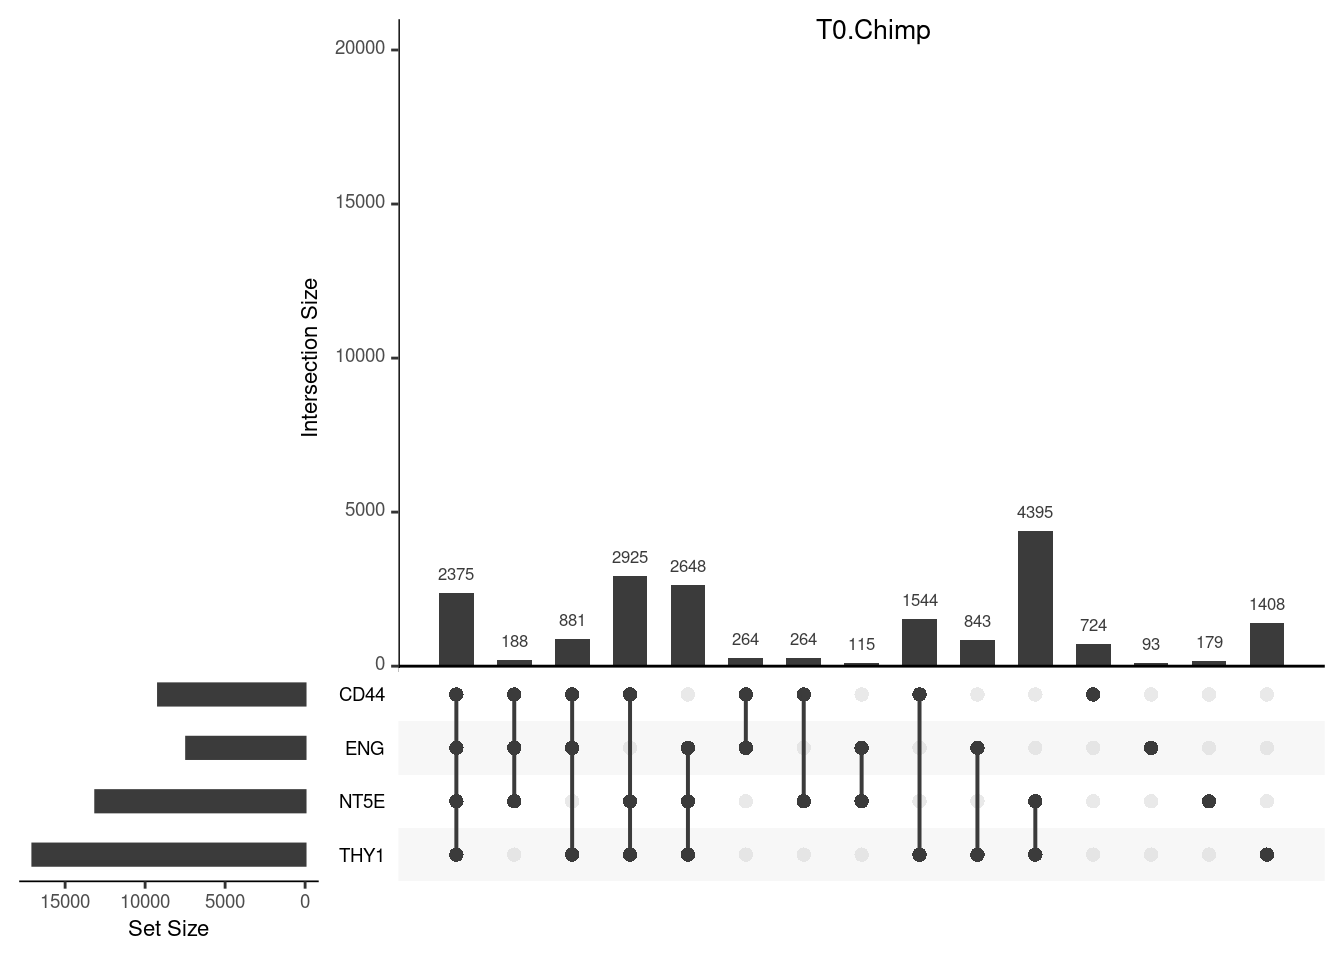 T0.Chimp
20000
15000
10000
5000
0
Intersection Size
2375
188
881
2925
2648
264
264
115
1544
843
4395
724
93
179
1408
CD44
ENG
NT5E
THY1
15000 10000 5000 0
Set Size